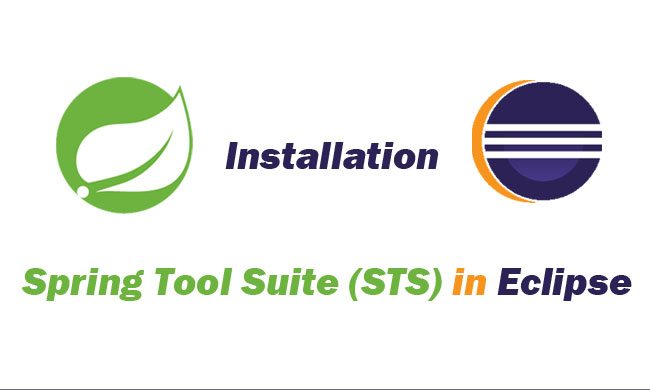 Installation
Spring Tool Suite (STS) in Eclipse